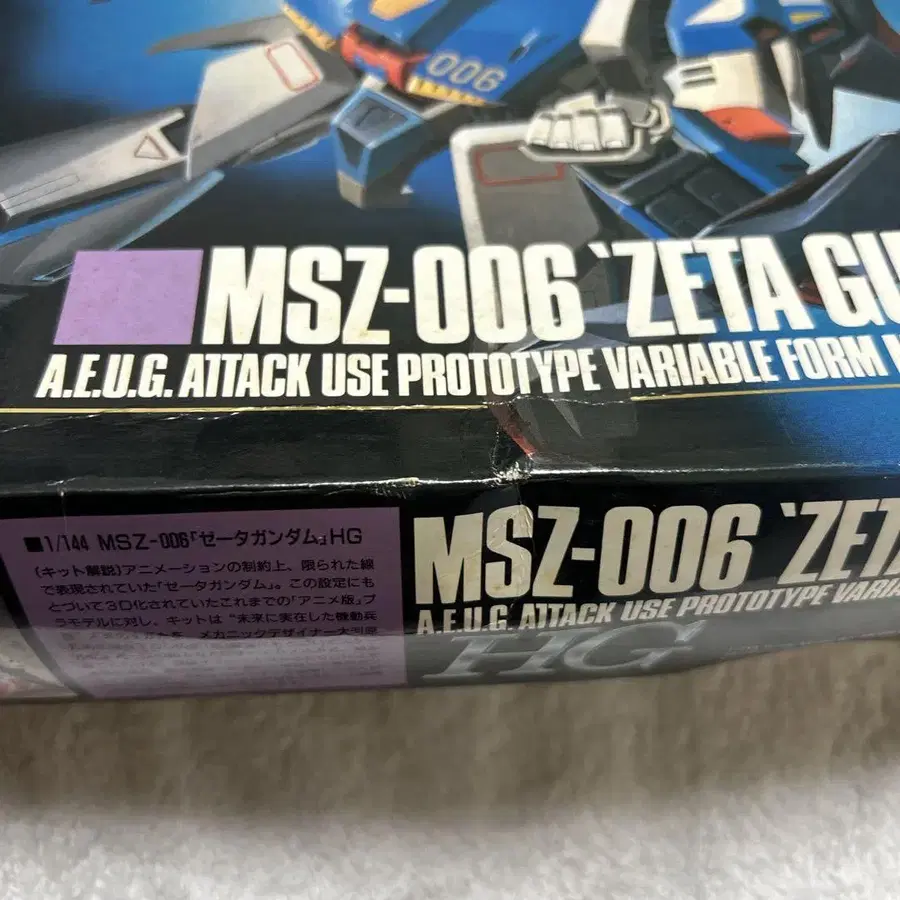 006
MSZ-006 'ZETA GU
A.E.U.G. ATTACK USE PROTOTYPE VARIABLE FORM
■1/144 MSZ-006「ゼータガンダム」HG
(キット解説)アニメーションの制約上、限られた線
で表現されていた「ゼータガンダム」。この設定にも
とづいて3D化されていたこれまでの「アニメ版」プ
ラモデルに対し、キットは"未来に実在した機動兵
メカニックデザイナー大河原
MSZ-006 'ZETA
A.E.U.G. ATTACK USE PROTOTYPE VARIA
HG